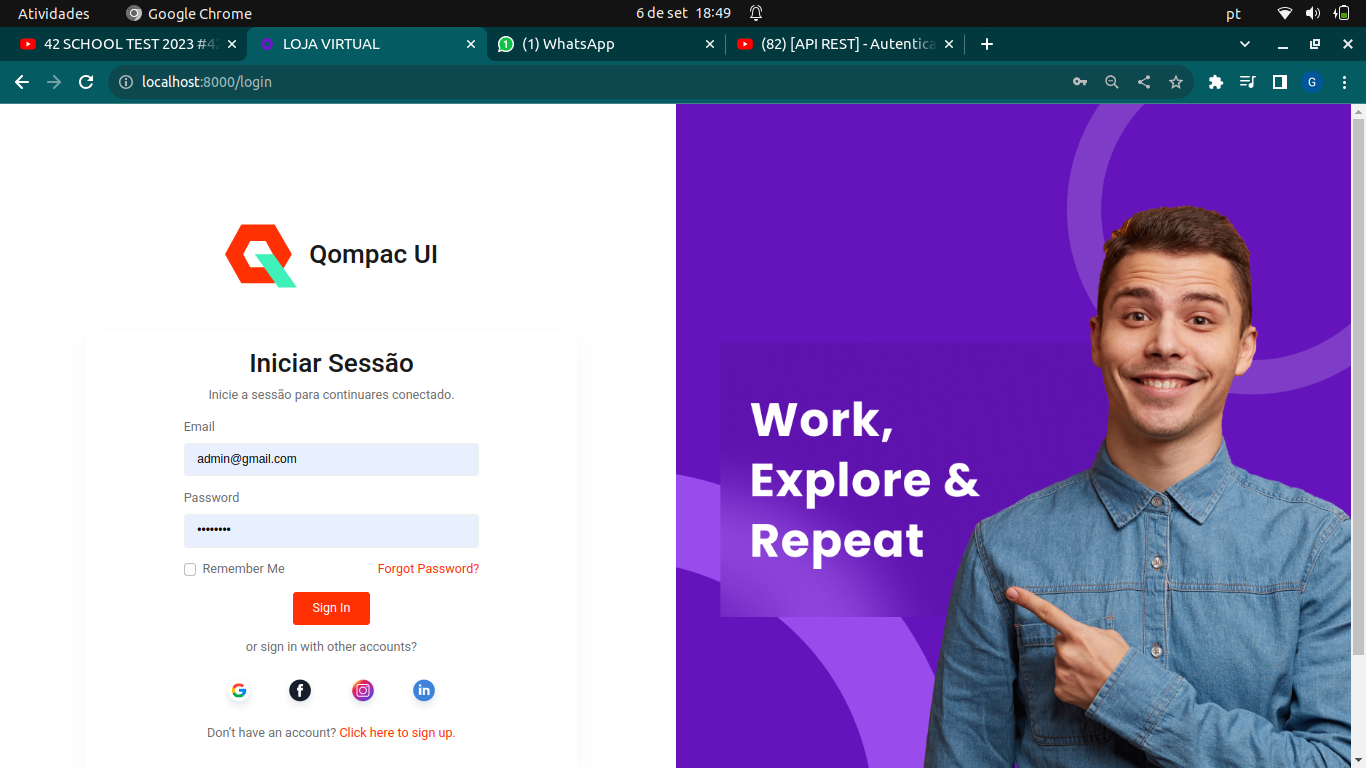 Atividades
Google Chrome
6 de set 18:49
pt
42 SCHOOL TEST 2023 #4
LOJA VIRTUAL
(1) WhatsApp
(82) [API REST] - Autentica
localhost:8000/login
G
Qompac UI
Iniciar Sessão
Inicie a sessão para continuares conectado.
Email
admin@gmail.com
Password
••••••••
Remember Me
Forgot Password?
Sign In
or sign in with other accounts?
Don't have an account? Click here to sign up.
Work,
Explore &
Repeat